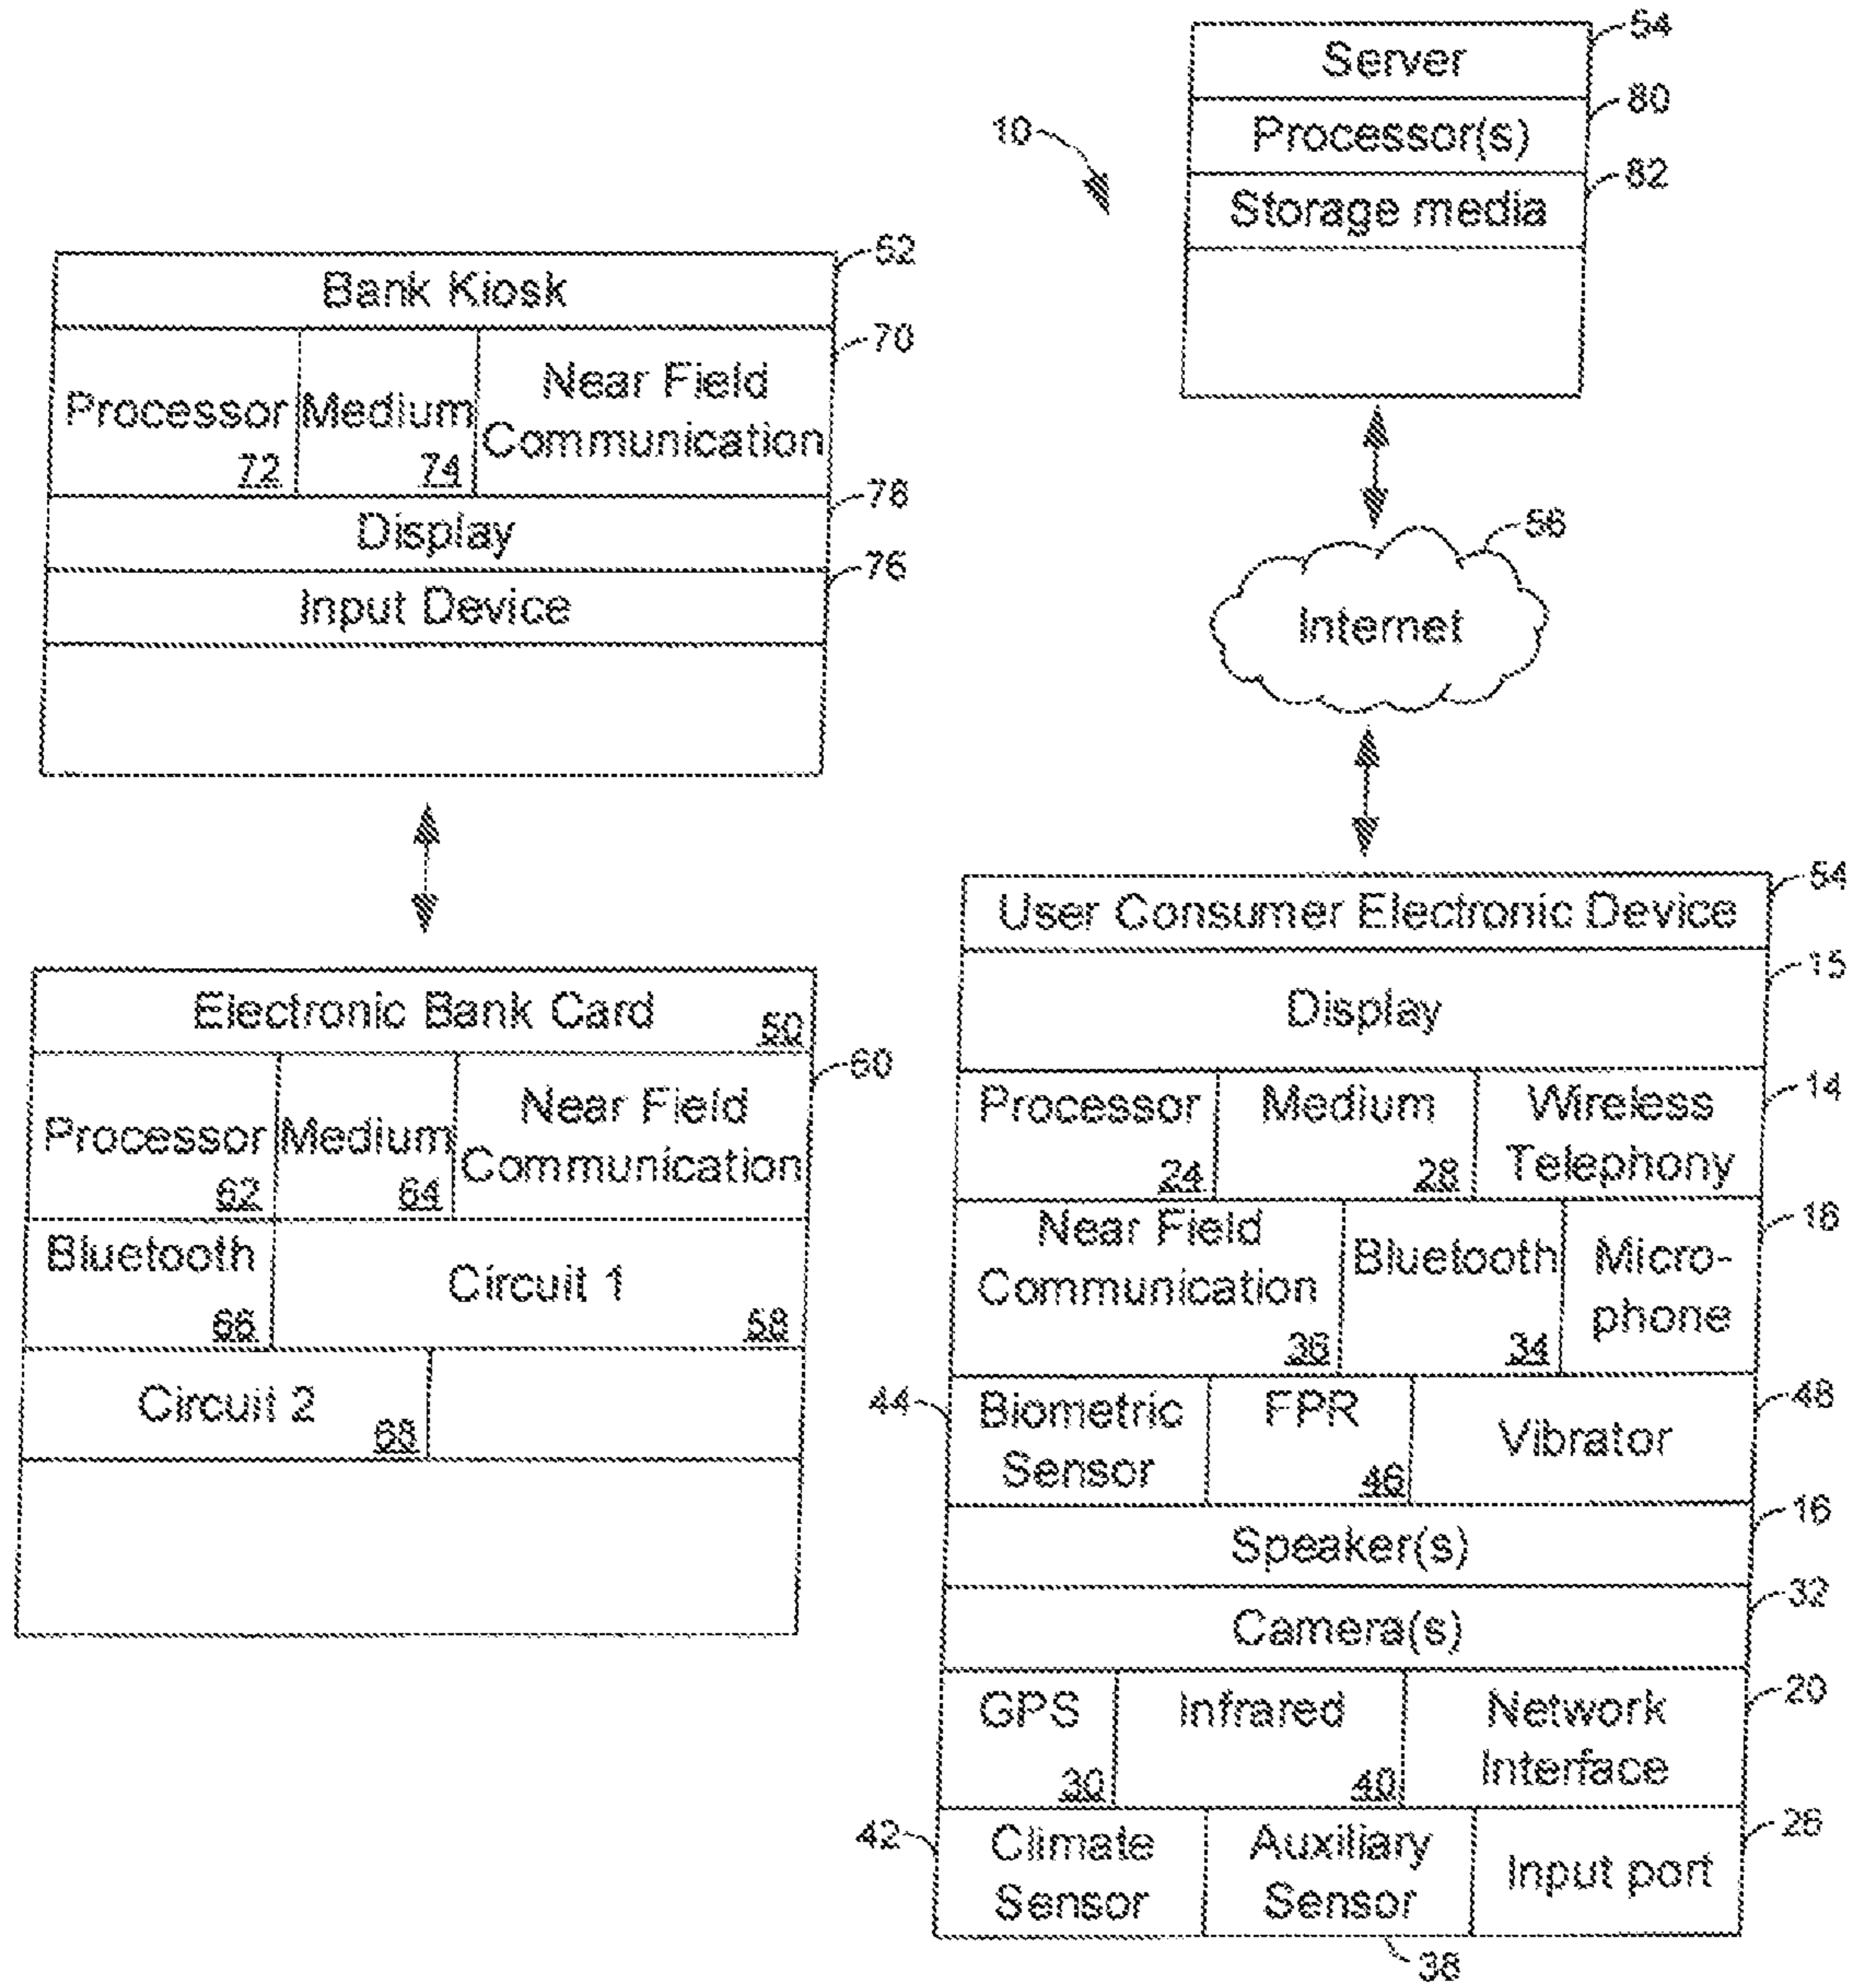 10
Server
54
Processor(s)
80
Storage media
82
Bank Kiosk
52
Processor
72
Medium
74
Near Field
Communication
70
Display
78
Input Device
76
Internet
56
Electronic Bank Card
50
Processor
62
Medium
64
Near Field
Communication
60
Bluetooth
66
Circuit 1
58
Circuit 2
68
User Consumer Electronic Device
54
Display
15
Processor
24
Medium
28
Wireless
Telephony
14
Near Field
Communication
36
Bluetooth
34
Micro-
phone
18
44
Biometric
Sensor
FPR
46
Vibrator
48
Speaker(s)
16
Camera(s)
32
GPS
30
Infrared
40
Network
Interface
20
42
Climate
Sensor
Auxiliary
Sensor
38
Input port
26